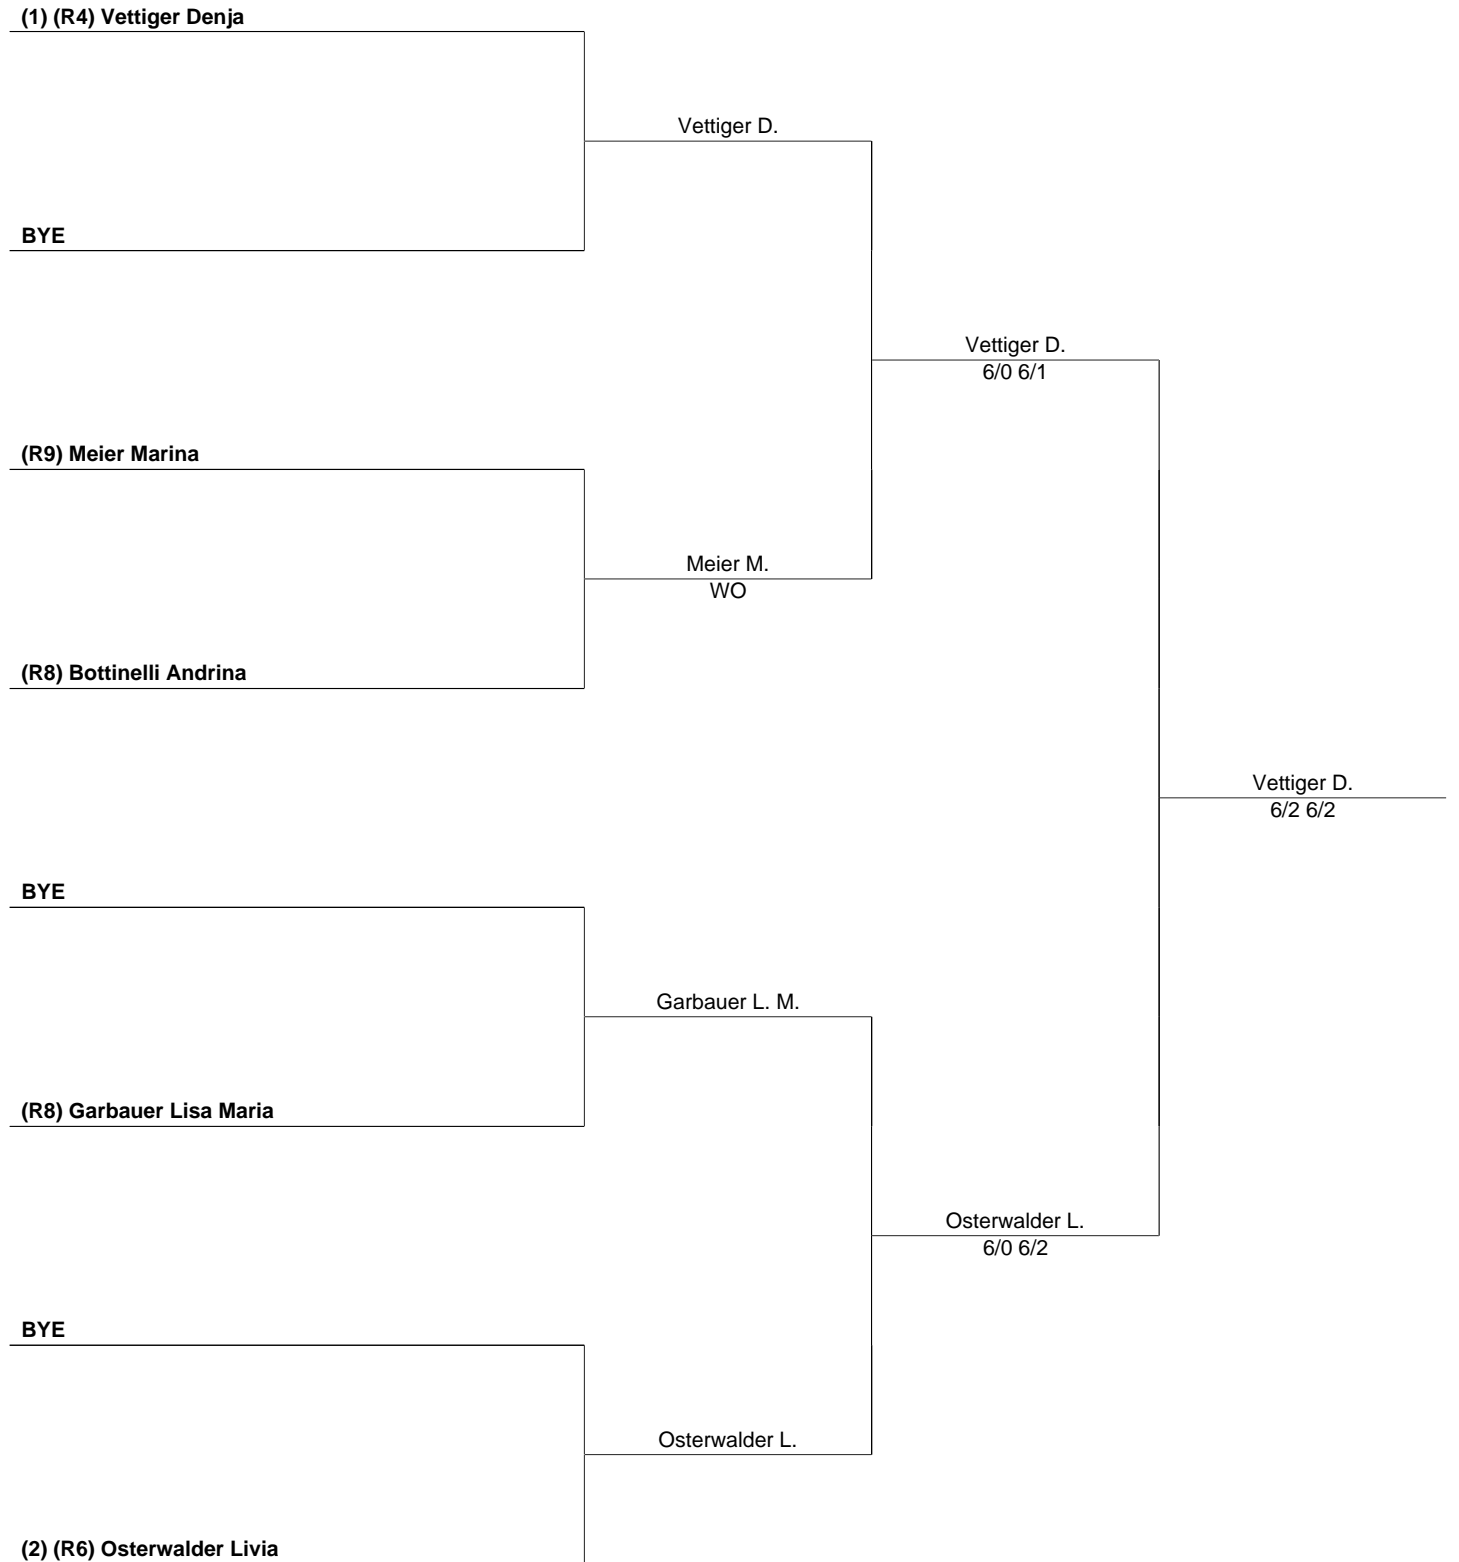 (1) (R4) Vettiger Denja
Vettiger D.
BYE
Vettiger D.
6/0 6/1
(R9) Meier Marina
Meier M.
WO
(R8) Bottinelli Andrina
Vettiger D.
6/2 6/2
BYE
Garbauer L. M.
(R8) Garbauer Lisa Maria
Osterwalder L.
6/0 6/2
BYE
Osterwalder L.
(2) (R6) Osterwalder Livia